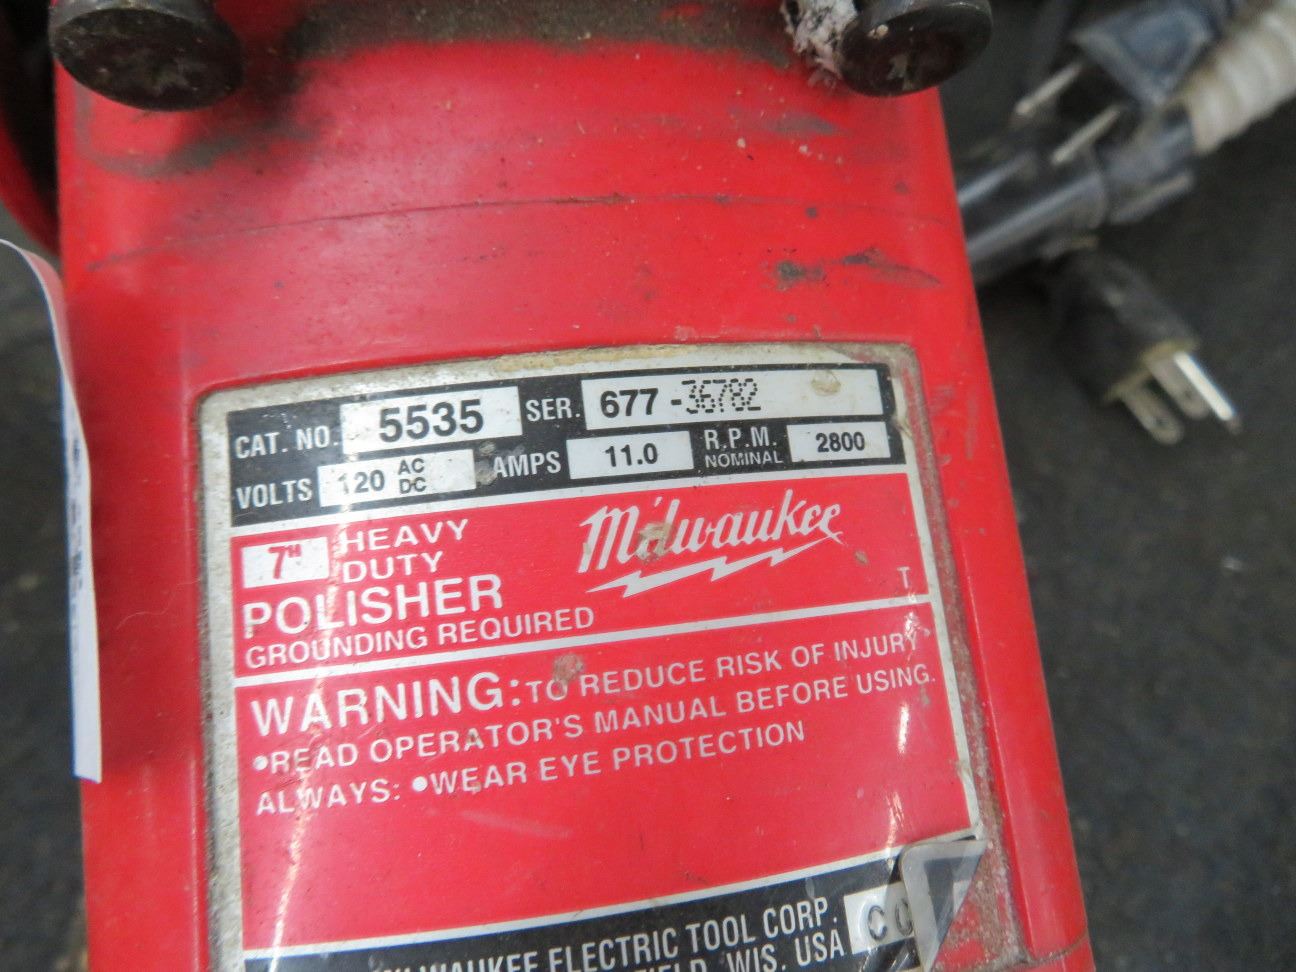 CAT. NO. 5535 SER. 677-36782
VOLTS 120 AC DC AMPS 11.0 R.P.M. NOMINAL 2800
7" HEAVY DUTY
POLISHER
GROUNDING REQUIRED
Milwaukee
T
WARNING: TO REDUCE RISK OF INJURY
•READ OPERATOR'S MANUAL BEFORE USING.
ALWAYS: •WEAR EYE PROTECTION
MILWAUKEE ELECTRIC TOOL CORP.
WIS. USA